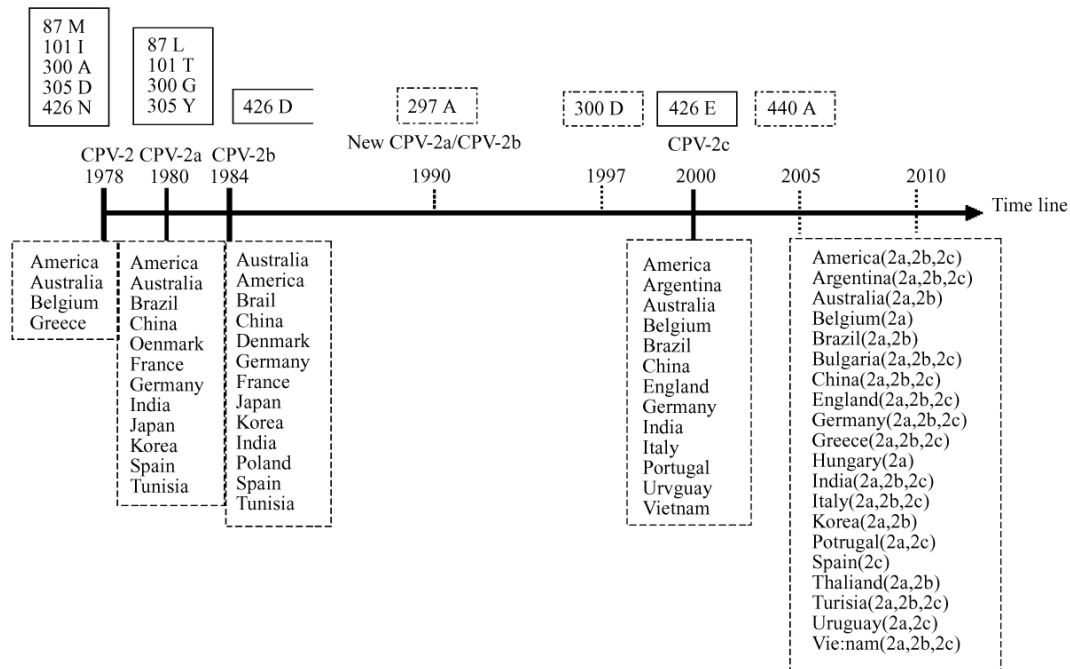 87 M
101 I
300 A
305 D
426 N
87 L
101 T
300 G
305 Y
426 D
297 A
300 D
426 E
440 A
New CPV-2a/CPV-2b
CPV-2 CPV-2a CPV-2b
CPV-2c
1978 1980 1984 1990 1997 2000 2005 2010
Time line
America
Australia
Belgium
Greece
America
Australia
Brazil
China
Oenmark
France
Germany
India
Japan
Korea
Spain
Tunisia
Australia
America
Brail
China
Denmark
Germany
France
Japan
Korea
India
Poland
Spain
Tunisia
America
Argentina
Australia
Belgium
Brazil
China
England
Germany
India
Italy
Portugal
Urvguay
Vietnam
America(2a,2b,2c)
Argentina(2a,2b,2c)
Australia(2a,2b)
Belgium(2a)
Brazil(2a,2b)
Bulgaria(2a,2b,2c)
China(2a,2b,2c)
England(2a,2b,2c)
Germany(2a,2b,2c)
Greece(2a,2b,2c)
Hungary(2a)
India(2a,2b,2c)
Italy(2a,2b,2c)
Korea(2a,2b)
Potrugal(2a,2c)
Spain(2c)
Thaliand(2a,2b)
Turisia(2a,2b,2c)
Uruguay(2a,2c)
Vie:nam(2a,2b,2c)